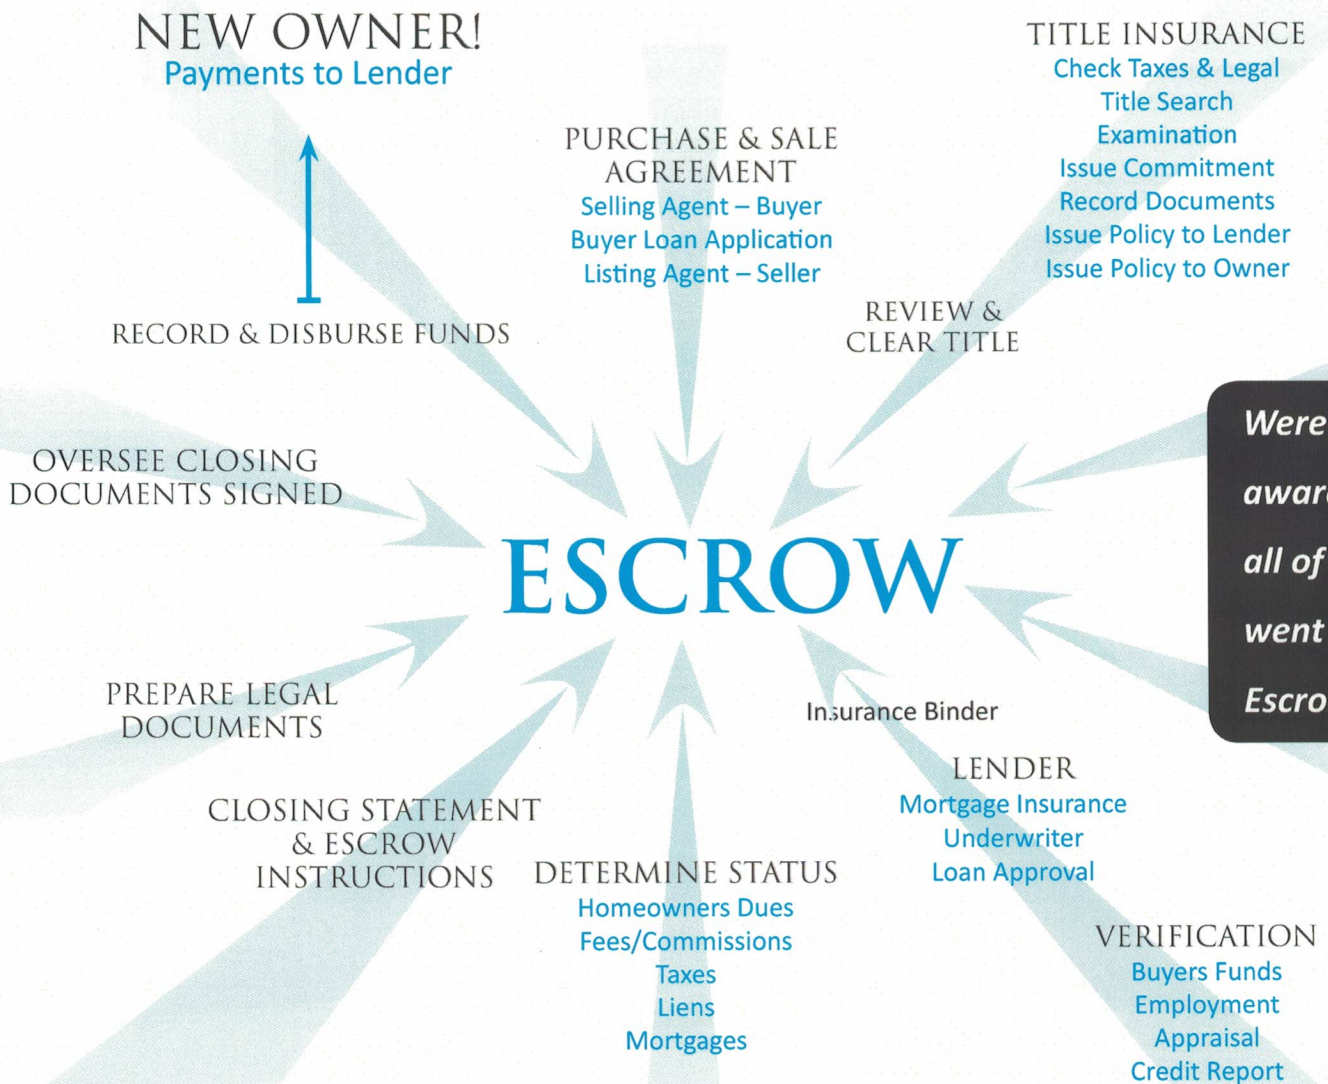 NEW OWNER!
Payments to Lender
RECORD & DISBURSE FUNDS
PURCHASE & SALE
AGREEMENT
Selling Agent – Buyer
Buyer Loan Application
Listing Agent – Seller
TITLE INSURANCE
Check Taxes & Legal
Title Search
Examination
Issue Commitment
Record Documents
Issue Policy to Lender
Issue Policy to Owner
REVIEW &
CLEAR TITLE
OVERSEE CLOSING
DOCUMENTS SIGNED
ESCROW
Were
all of
went
PREPARE LEGAL
DOCUMENTS
Insurance Binder
CLOSING STATEMENT
& ESCROW
INSTRUCTIONS
DETERMINE STATUS
Homeowners Dues
Fees/Commissions
Taxes
Liens
Mortgages
LENDER
Mortgage Insurance
Underwriter
Loan Approval
VERIFICATION
Buyers Funds
Employment
Appraisal
Credit Report